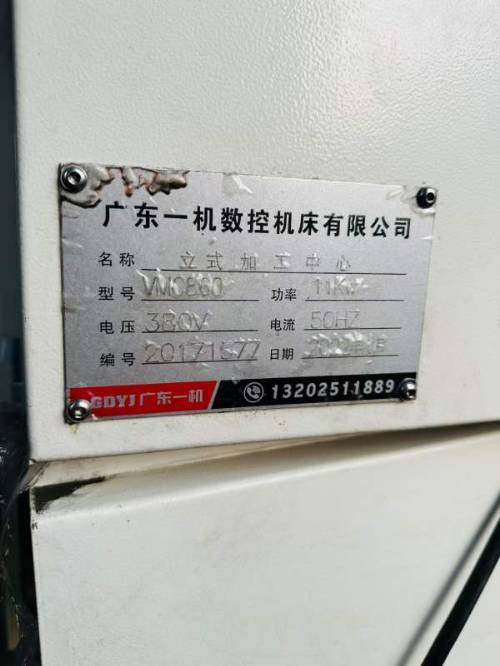 广东一机数控机床有限公司
名称 立式加工中心
型号 VMC860 功率 11Kw
电压 380V 电流 50HZ
编号 20171577 日期
GDYJ 广东一机 13202511889